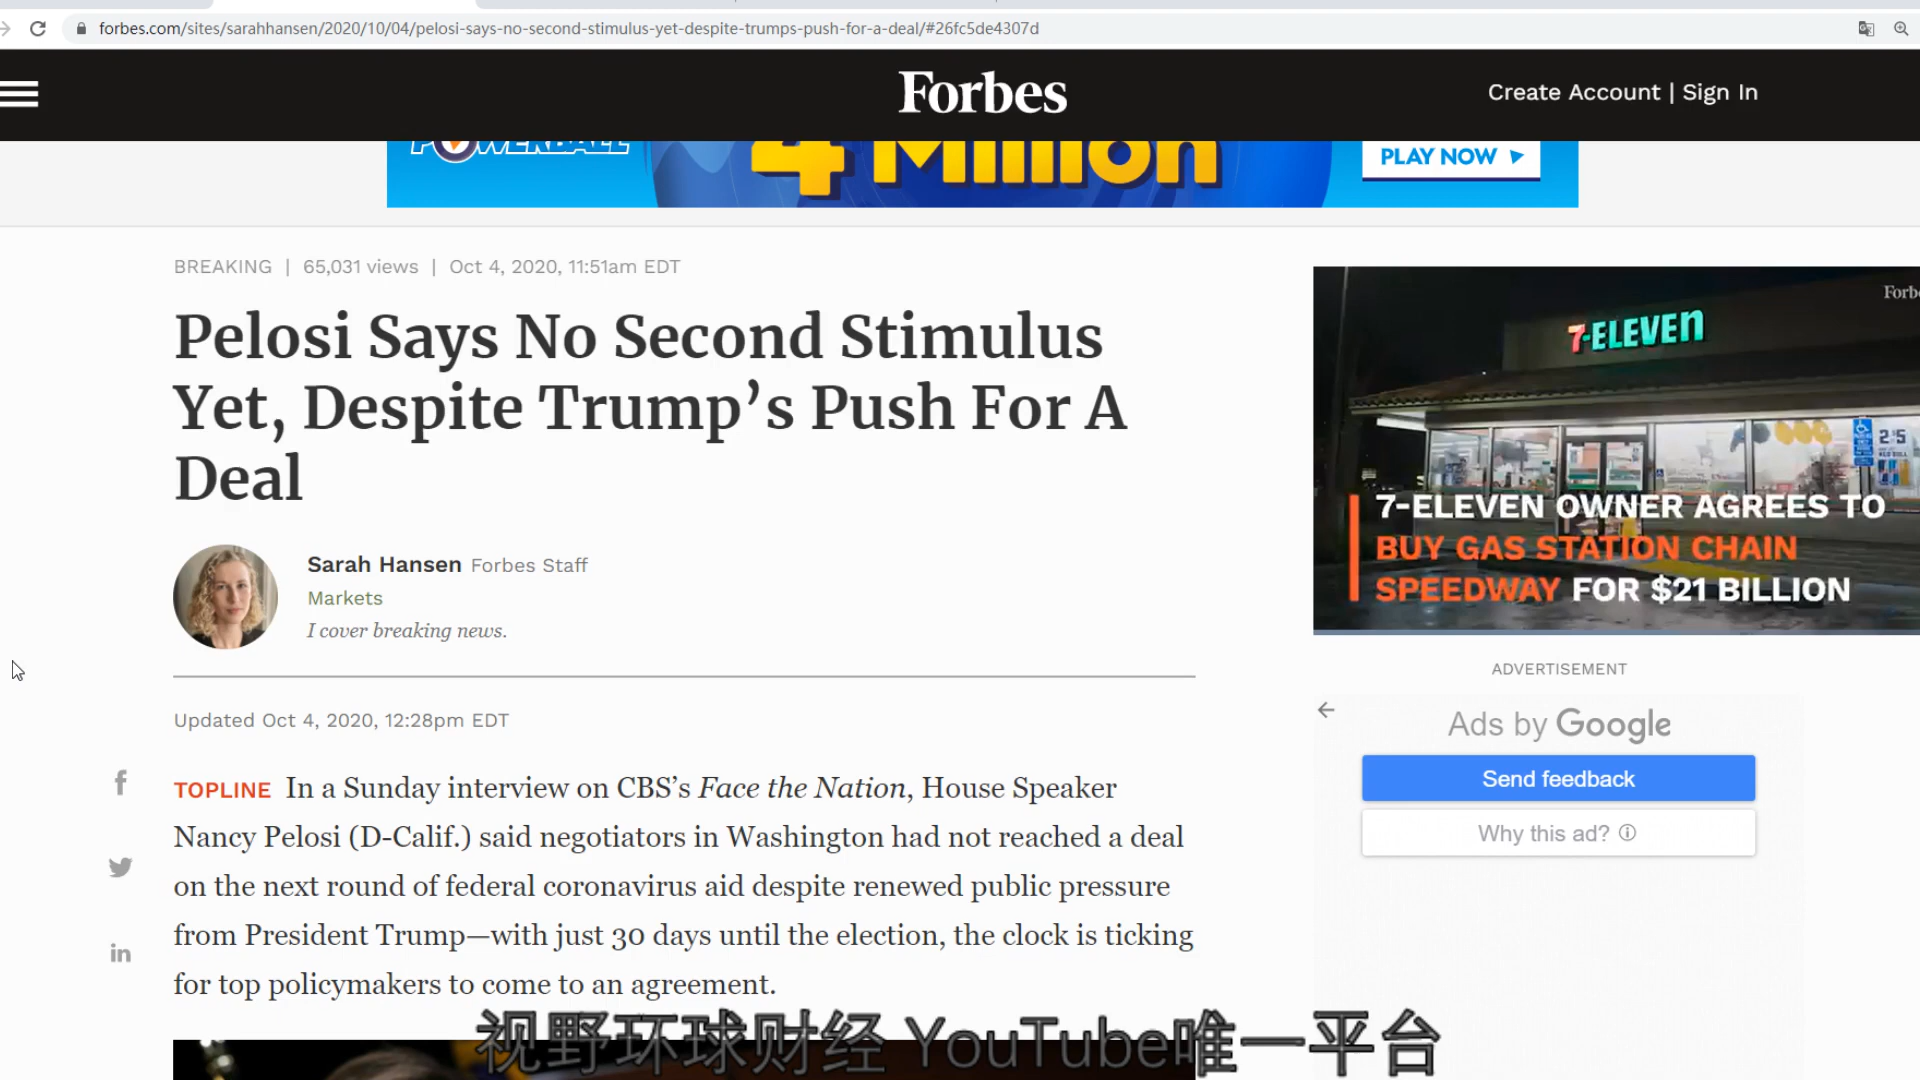 forbes.com/sites/sarahhansen/2020/10/04/pelosi-says-no-second-stimulus-yet-despite-trumps-push-for-a-deal/#26fc5de4307d
Forbes
Create Account | Sign In
POWERBALL
4 Million
PLAY NOW
BREAKING | 65,031 views | Oct 4, 2020, 11:51am EDT
Pelosi Says No Second Stimulus
Yet, Despite Trump’s Push For A
Deal
Sarah Hansen Forbes Staff
Markets
I cover breaking news.
Updated Oct 4, 2020, 12:28pm EDT
TOPLINE In a Sunday interview on CBS’s Face the Nation, House Speaker
Nancy Pelosi (D-Calif.) said negotiators in Washington had not reached a deal
on the next round of federal coronavirus aid despite renewed public pressure
from President Trump—with just 30 days until the election, the clock is ticking
for top policymakers to come to an agreement.
f
in
Forbe
7-ELEVEN
7-ELEVEN OWNER AGREES TO
BUY GAS STATION CHAIN
SPEEDWAY FOR $21 BILLION
ADVERTISEMENT
Ads by Google
Send feedback
Why this ad?
视野环球财经 YouTube唯一平台